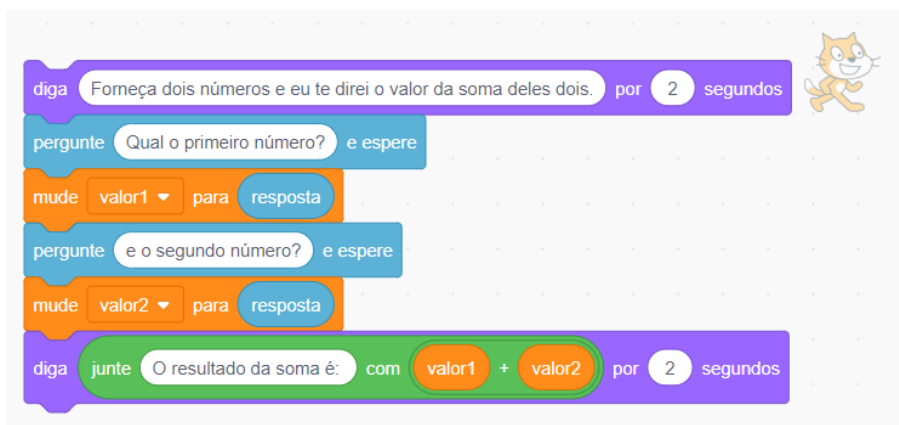 diga Forneça dois números e eu te direi o valor da soma deles dois. por 2 segundos
pergunte Qual o primeiro número? e espere
mude valor1 para resposta
pergunte e o segundo número? e espere
mude valor2 para resposta
diga junte O resultado da soma é: com valor1 + valor2 por 2 segundos